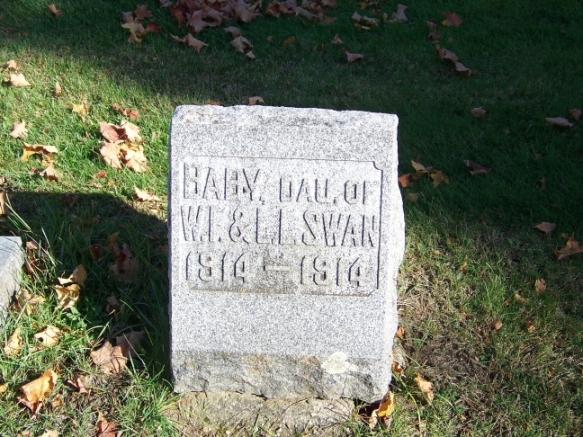 BABY, DAU. OF
W.I. & L.I. SWAN
1914 — 1914